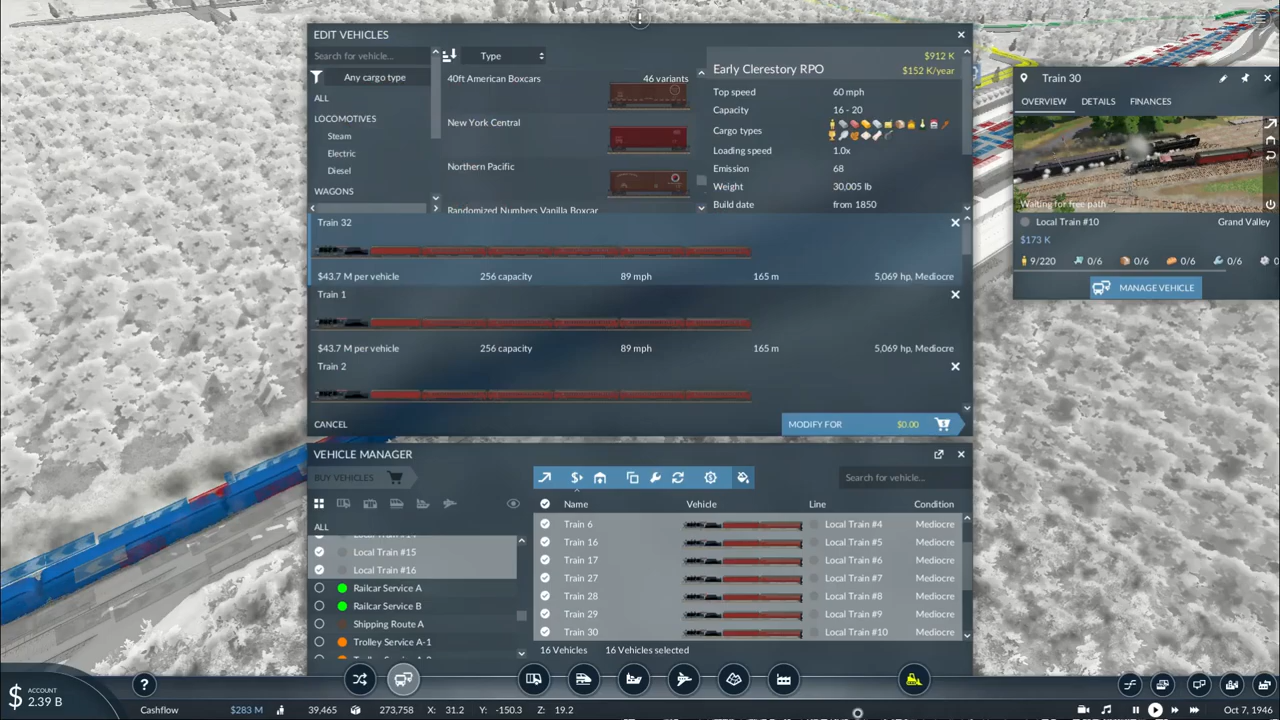 EDIT VEHICLES
Search for vehicle...
Type
Any cargo type
ALL
LOCOMOTIVES
Steam
Electric
Diesel
WAGONS
40ft American Boxcars
46 variants
New York Central
Northern Pacific
Randomized Numbers Vanilla Boxcar
$912 K
Early Clerestory RPO
$152 K/year
Top speed 60 mph
Capacity 16 - 20
Cargo types
Loading speed 1.0x
Emission 68
Weight 30,005 lb
Build date from 1850
Train 32
$43.7 M per vehicle 256 capacity 89 mph 165 m 5,069 hp, Mediocre
Train 1
$43.7 M per vehicle 256 capacity 89 mph 165 m 5,069 hp, Mediocre
Train 2
CANCEL
MODIFY FOR $0.00
Train 30
OVERVIEW DETAILS FINANCES
Waiting for free path
Local Train #10 Grand Valley
$173 K
9/220 0/6 0/6 0/6 0/6 0
MANAGE VEHICLE
VEHICLE MANAGER
BUY VEHICLES
Search for vehicle...
ALL
Local Train #15
Local Train #16
Railcar Service A
Railcar Service B
Shipping Route A
Trolley Service A-1
Name Vehicle Line Condition
Train 6 Local Train #4 Mediocre
Train 16 Local Train #5 Mediocre
Train 17 Local Train #6 Mediocre
Train 27 Local Train #7 Mediocre
Train 28 Local Train #8 Mediocre
Train 29 Local Train #9 Mediocre
Train 30 Local Train #10 Mediocre
16 Vehicles 16 Vehicles selected
$ ACCOUNT
2.39 B
?
Cashflow $283 M 39,465 273,758 X: 31.2 Y: -150.3 Z: 19.2
Oct 7, 1946